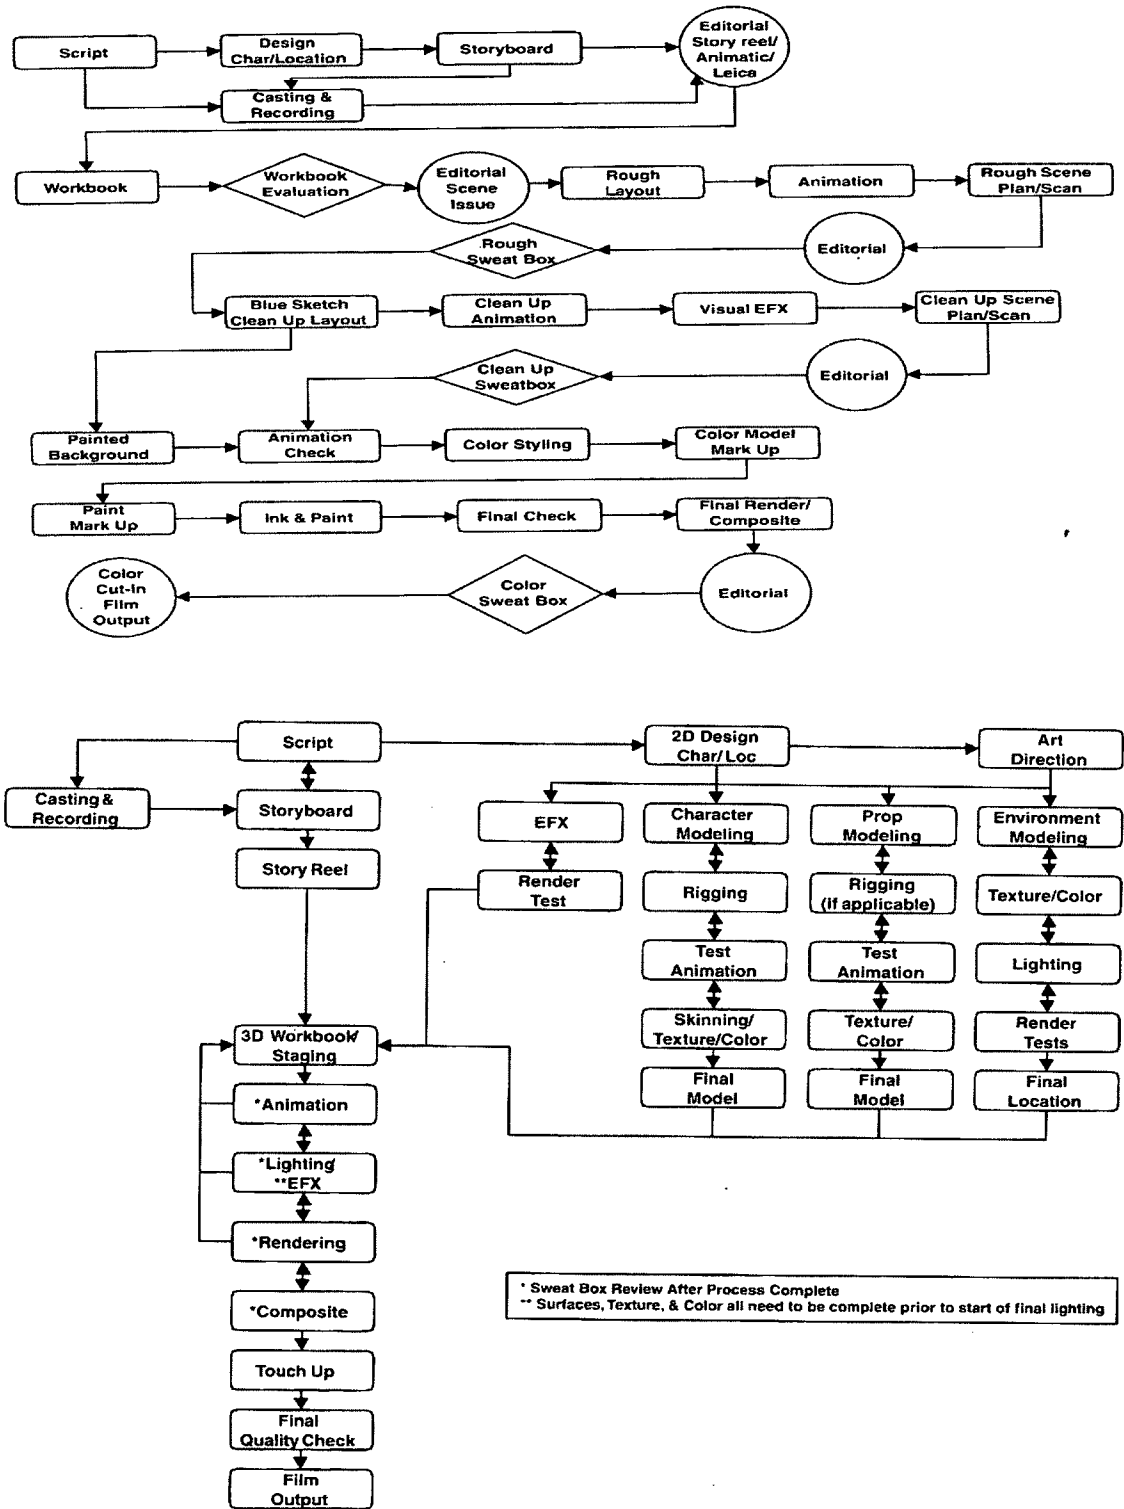 Script
Design
Char/Location
Storyboard
Editorial
Story reel/
Animatic/
Leica
Casting &
Recording
Workbook
Workbook
Evaluation
Editorial
Scene
Issue
Rough
Layout
Animation
Rough Scene
Plan/Scan
Rough
Sweat Box
Editorial
Blue Sketch
Clean Up Layout
Clean Up
Animation
Visual EFX
Clean Up Scene
Plan/Scan
Clean Up
Sweatbox
Editorial
Painted
Background
Animation
Check
Color Styling
Color Model
Mark Up
Paint
Mark Up
Ink & Paint
Final Check
Final Render/
Composite
Color
Cut-In
Film
Output
Color
Sweat Box
Editorial
Script
2D Design
Char/Loc
Art
Direction
Casting &
Recording
Storyboard
EFX
Character
Modeling
Prop
Modeling
Environment
Modeling
Story Reel
Render
Test
Rigging
Rigging
(if applicable)
Texture/Color
Test
Animation
Test
Animation
Lighting
3D Workbook/
Staging
Skinning/
Texture/Color
Texture/
Color
Render
Tests
*Animation
Final
Model
Final
Model
Final
Location
*Lighting/
**EFX
*Rendering
*Composite
* Sweat Box Review After Process Complete
** Surfaces, Texture, & Color all need to be complete prior to start of final lighting
Touch Up
Final
Quality Check
Film
Output